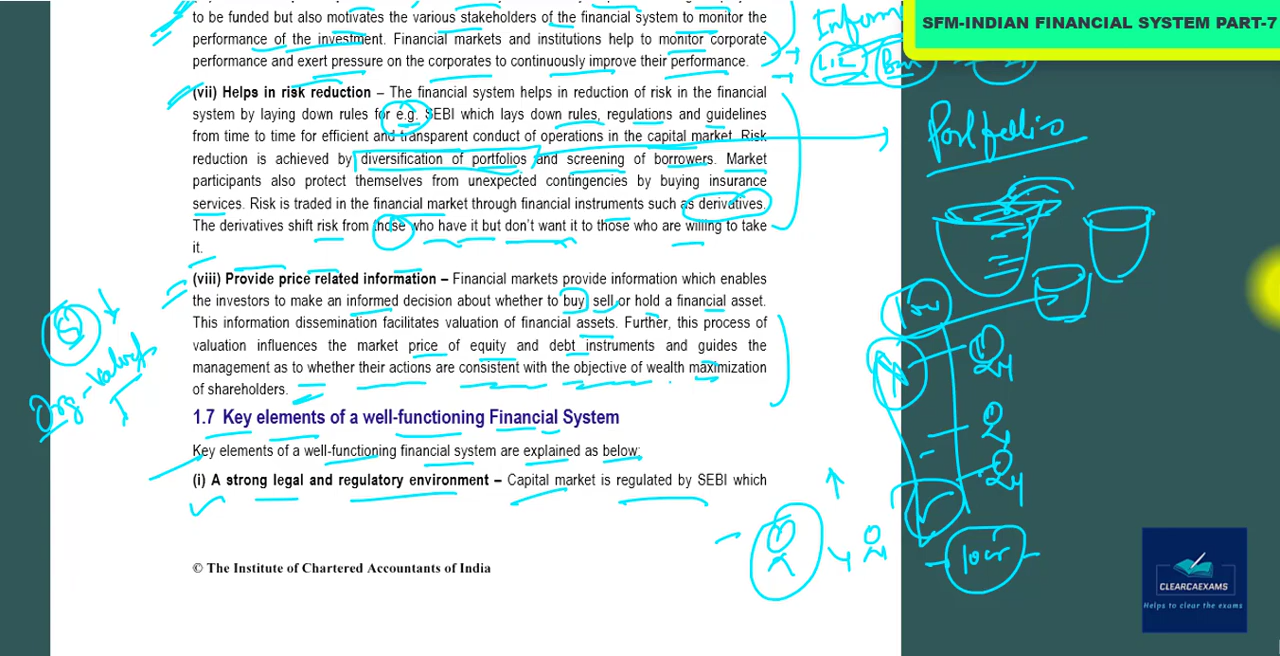 to be funded but also motivates the various stakeholders of the financial system to monitor the
performance of the investment. Financial markets and institutions help to monitor corporate
performance and exert pressure on the corporates to continuously improve their performance.
(vii) Helps in risk reduction – The financial system helps in reduction of risk in the financial
system by laying down rules for e.g. SEBI which lays down rules, regulations and guidelines
from time to time for efficient and transparent conduct of operations in the capital market. Risk
reduction is achieved by diversification of portfolios and screening of borrowers. Market
participants also protect themselves from unexpected contingencies by buying insurance
services. Risk is traded in the financial market through financial instruments such as derivatives.
The derivatives shift risk from those who have it but don't want it to those who are willing to take
it.
(viii) Provide price related information – Financial markets provide information which enables
the investors to make an informed decision about whether to buy sell or hold a financial asset.
This information dissemination facilitates valuation of financial assets. Further, this process of
valuation influences the market price of equity and debt instruments and guides the
management as to whether their actions are consistent with the objective of wealth maximization
of shareholders.
1.7 Key elements of a well-functioning Financial System
Key elements of a well-functioning financial system are explained as below:
(i) A strong legal and regulatory environment – Capital market is regulated by SEBI which
© The Institute of Chartered Accountants of India
SFM-INDIAN FINANCIAL SYSTEM PART-7
Inform
LIC
Portfolio
Org-Values
10cr
CLEARCAEXAMS
Helps to clear the exams